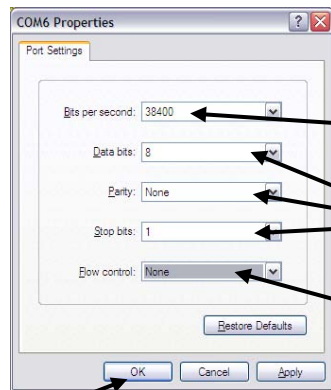 COM6 Properties
Port Settings
Bits per second: 38400
Data bits: 8
Parity: None
Stop bits: 1
Flow control: None
Restore Defaults
OK Cancel Apply